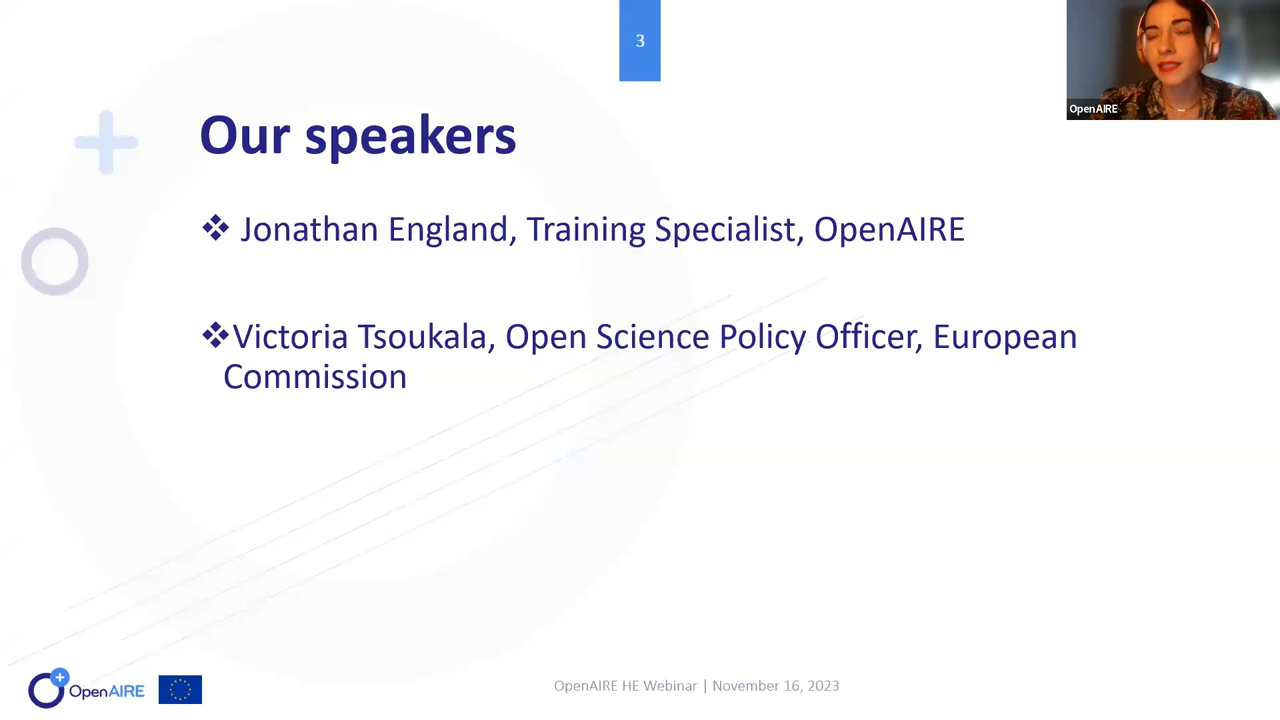 3
OpenAIRE
Our speakers
❖ Jonathan England, Training Specialist, OpenAIRE
❖Victoria Tsoukala, Open Science Policy Officer, European
Commission
OpenAIRE
OpenAIRE HE Webinar | November 16, 2023